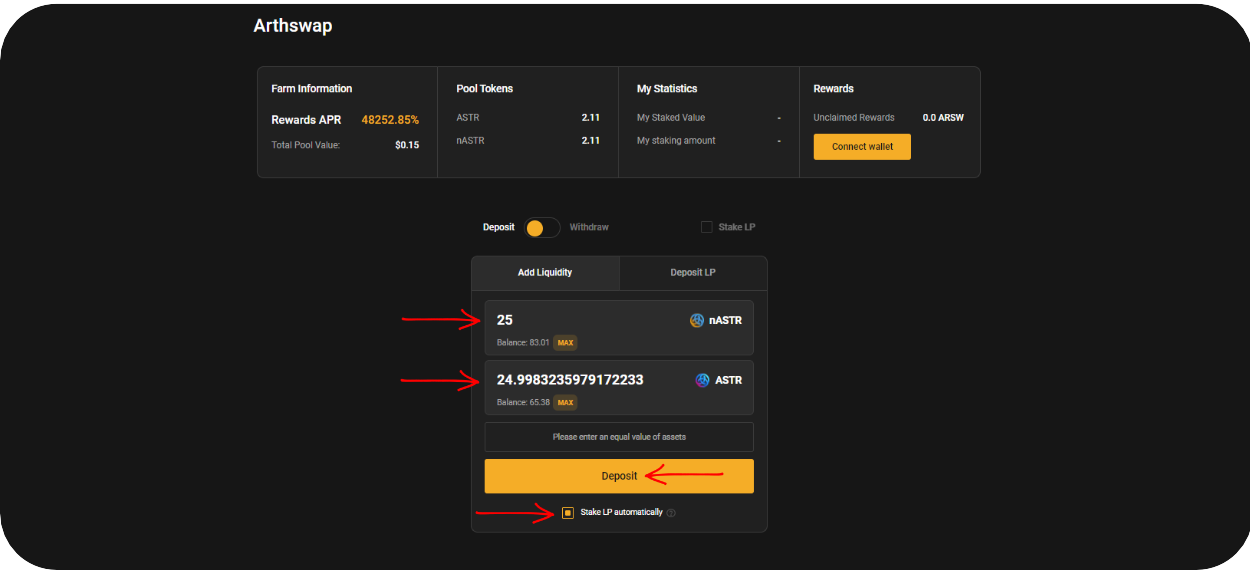 Arthswap
Farm Information
Rewards APR 48252.85%
Total Pool Value: $0.15
Pool Tokens
ASTR 2.11
nASTR 2.11
My Statistics
My Staked Value -
My staking amount -
Rewards
Unclaimed Rewards 0.0 ARSW
Connect wallet
Deposit Withdraw Stake LP
Add Liquidity Deposit LP
25 nASTR
Balance: 83.01 MAX
24.9983235979172233 ASTR
Balance: 65.38 MAX
Please enter an equal value of assets
Deposit
Stake LP automatically ?